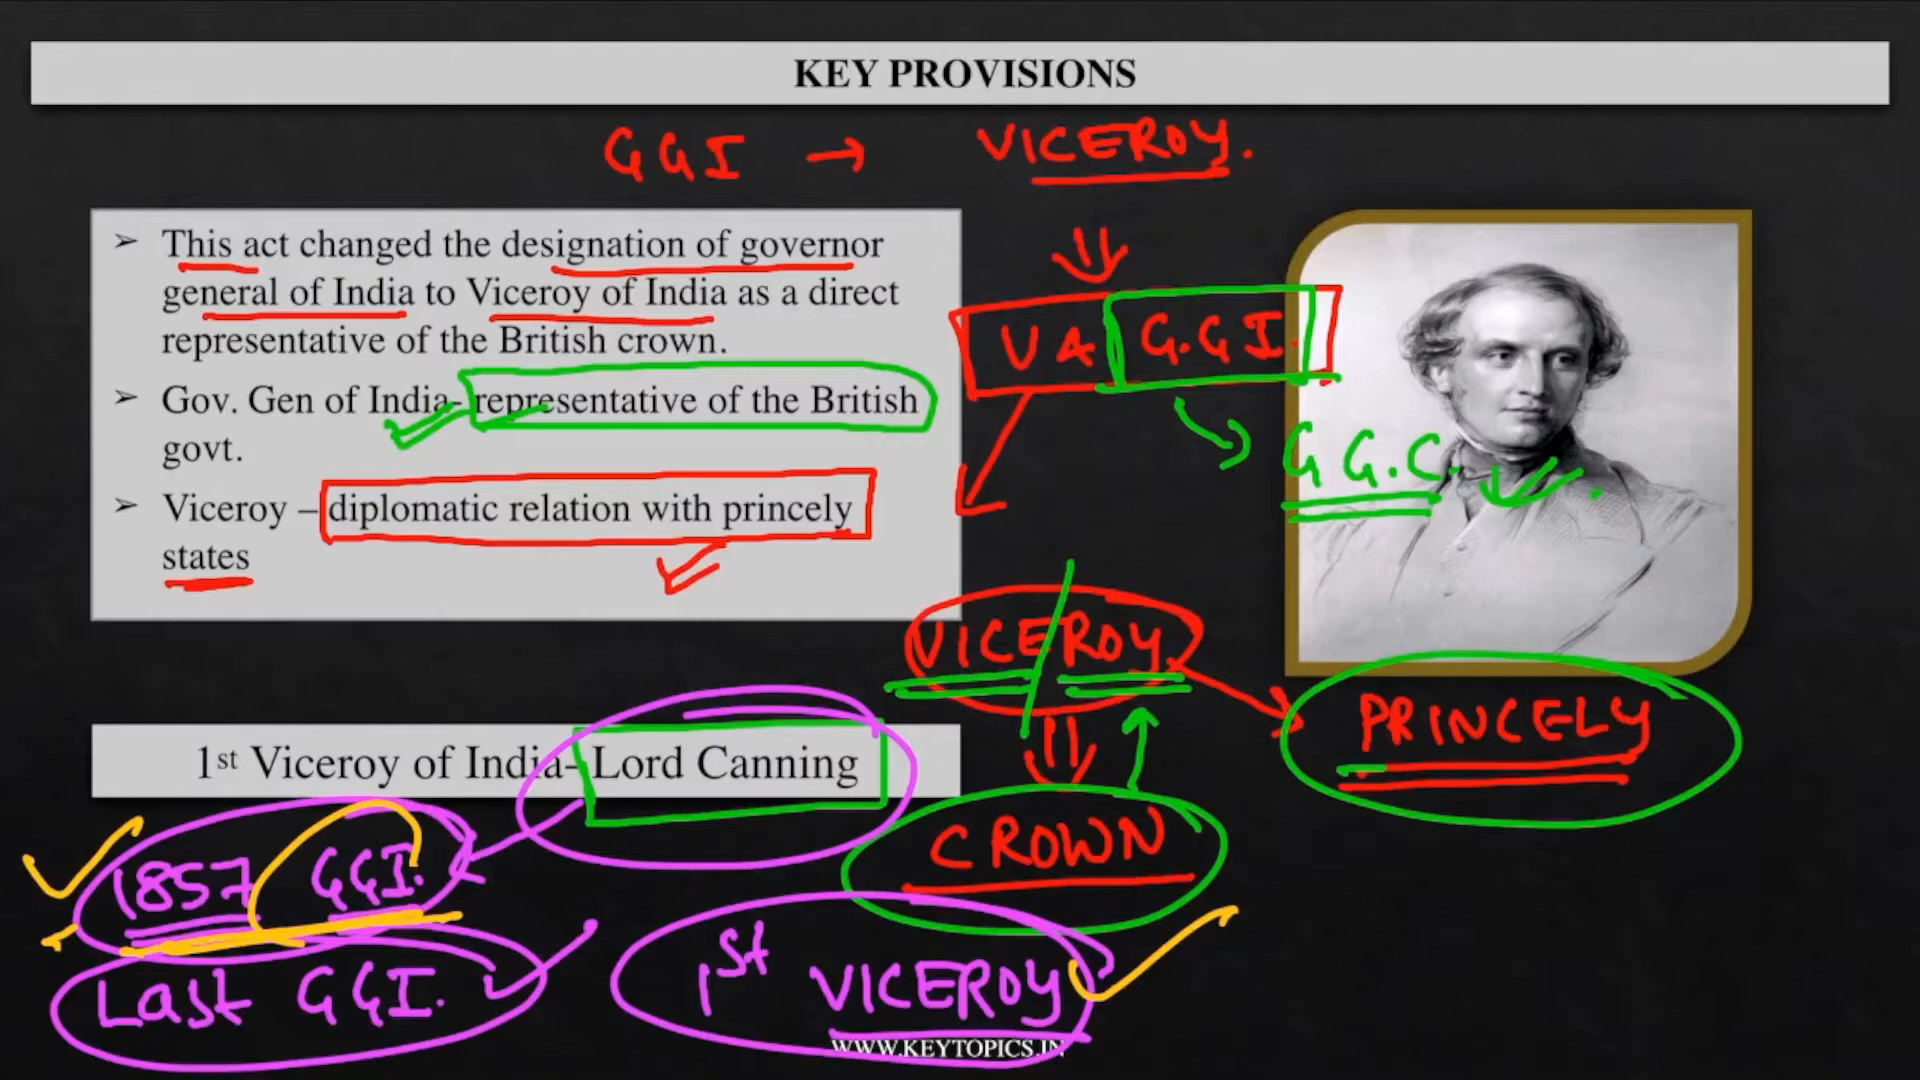 KEY PROVISIONS
GGI → VICEROY.
➢ This act changed the designation of governor
general of India to Viceroy of India as a direct
representative of the British crown.
➢ Gov. Gen of India- representative of the British
govt.
➢ Viceroy – diplomatic relation with princely
states
V & G.G.I.
G G.C.
VICEROY.
PRINCELY
1st Viceroy of India- Lord Canning
CROWN
1857 GGI.
Last GGI.
1st VICEROY
WWW.KEYTOPICS.IN